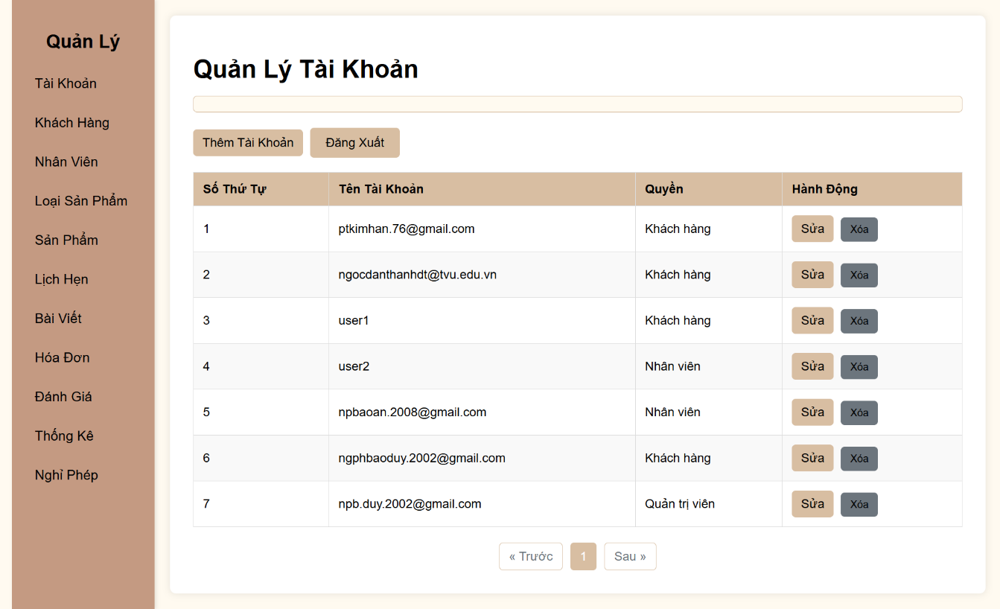 Quản Lý
Tài Khoản
Khách Hàng
Nhân Viên
Loại Sản Phẩm
Sản Phẩm
Lịch Hẹn
Bài Viết
Hóa Đơn
Đánh Giá
Thống Kê
Nghỉ Phép
Quản Lý Tài Khoản
Thêm Tài Khoản Đăng Xuất
Số Thứ Tự Tên Tài Khoản Quyền Hành Động
1 ptkimhan.76@gmail.com Khách hàng Sửa Xóa
2 ngocdanthanhdt@tvu.edu.vn Khách hàng Sửa Xóa
3 user1 Khách hàng Sửa Xóa
4 user2 Nhân viên Sửa Xóa
5 npbaoan.2008@gmail.com Nhân viên Sửa Xóa
6 ngphbaoduy.2002@gmail.com Khách hàng Sửa Xóa
7 npb.duy.2002@gmail.com Quản trị viên Sửa Xóa
« Trước 1 Sau »